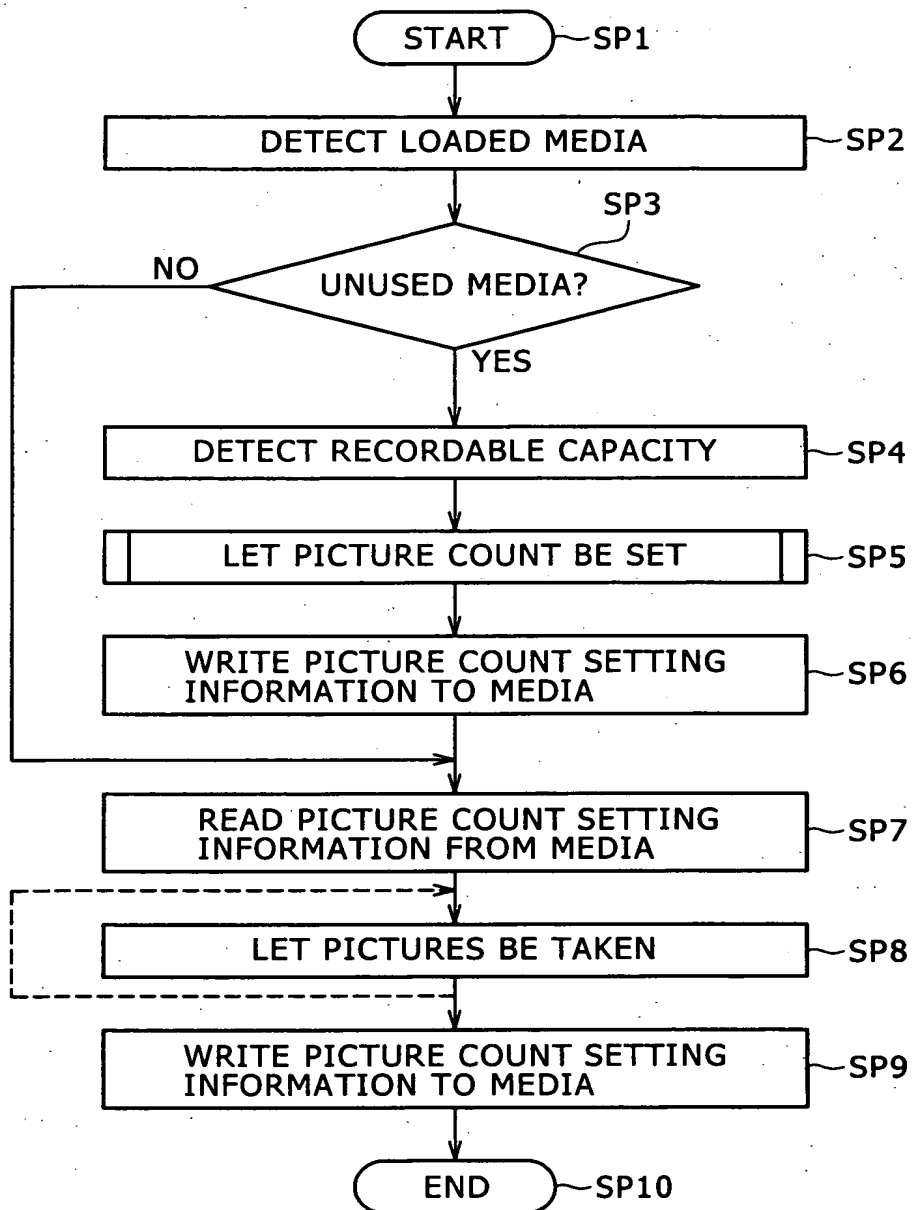 START
SP1
DETECT LOADED MEDIA
SP2
SP3
NO
UNUSED MEDIA?
YES
DETECT RECORDABLE CAPACITY
SP4
LET PICTURE COUNT BE SET
SP5
WRITE PICTURE COUNT SETTING
INFORMATION TO MEDIA
SP6
READ PICTURE COUNT SETTING
INFORMATION FROM MEDIA
SP7
LET PICTURES BE TAKEN
SP8
WRITE PICTURE COUNT SETTING
INFORMATION TO MEDIA
SP9
END
SP10